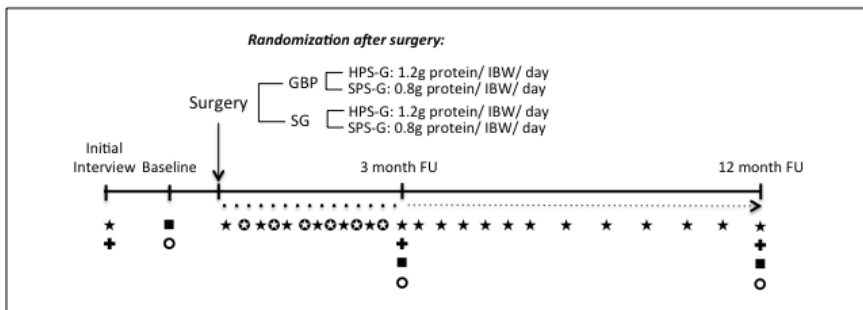 Randomization after surgery:
HPS-G: 1.2g protein/ IBW/ day
GBP
SPS-G: 0.8g protein/ IBW/ day
Surgery
HPS-G: 1.2g protein/ IBW/ day
SG
SPS-G: 0.8g protein/ IBW/ day
Initial
Interview Baseline 3 month FU 12 month FU